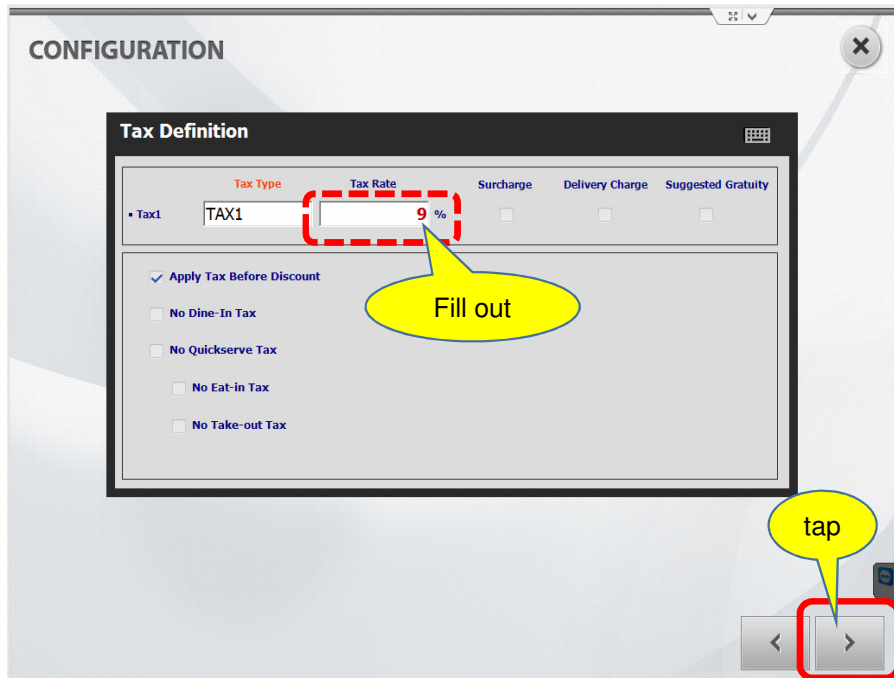 CONFIGURATION
Tax Definition
Tax Type Tax Rate Surcharge Delivery Charge Suggested Gratuity
▪ Tax1 TAX1 9 %
Apply Tax Before Discount
Fill out
No Dine-In Tax
No Quickserve Tax
No Eat-in Tax
No Take-out Tax
tap